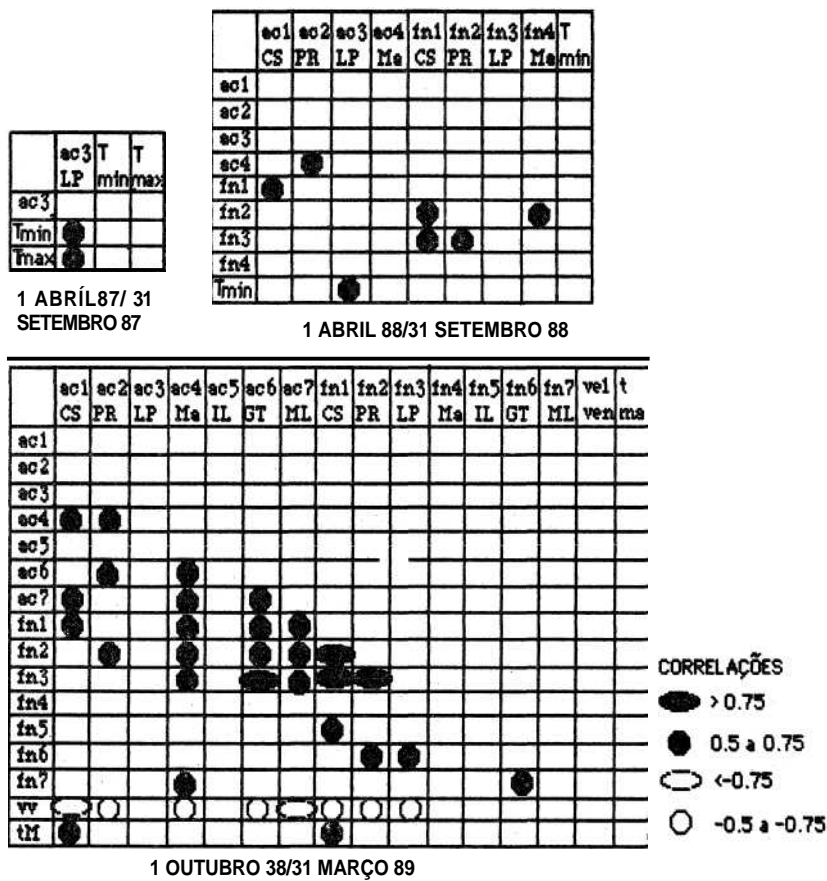 ac1 ac2 ac3 ac4 fn1 fn2 fn3 fn4 T
CS PR LP Ma CS PR LP Ma min
ac1
ac2
ac3
ac4
fn1
fn2
fn3
fn4
Tmin
1 ABRIL 88/31 SETEMBRO 88
ac3 T T
LP min max
ac3
Tmin
Tmax
1 ABRÍL87/ 31
SETEMBRO 87
ac1 ac2 ac3 ac4 ac5 ac6 ac7 fn1 fn2 fn3 fn4 fn5 fn6 fn7 vel t
CS PR LP Ma IL GT ML CS PR LP Ma IL GT ML ven ma
ac1
ac2
ac3
ac4
ac5
ac6
ac7
fn1
fn2
fn3
fn4
fn5
fn6
fn7
vv
tM
1 OUTUBRO 38/31 MARÇO 89
CORRELAÇÕES
> 0.75
0.5 a 0.75
<-0.75
-0.5 a -0.75